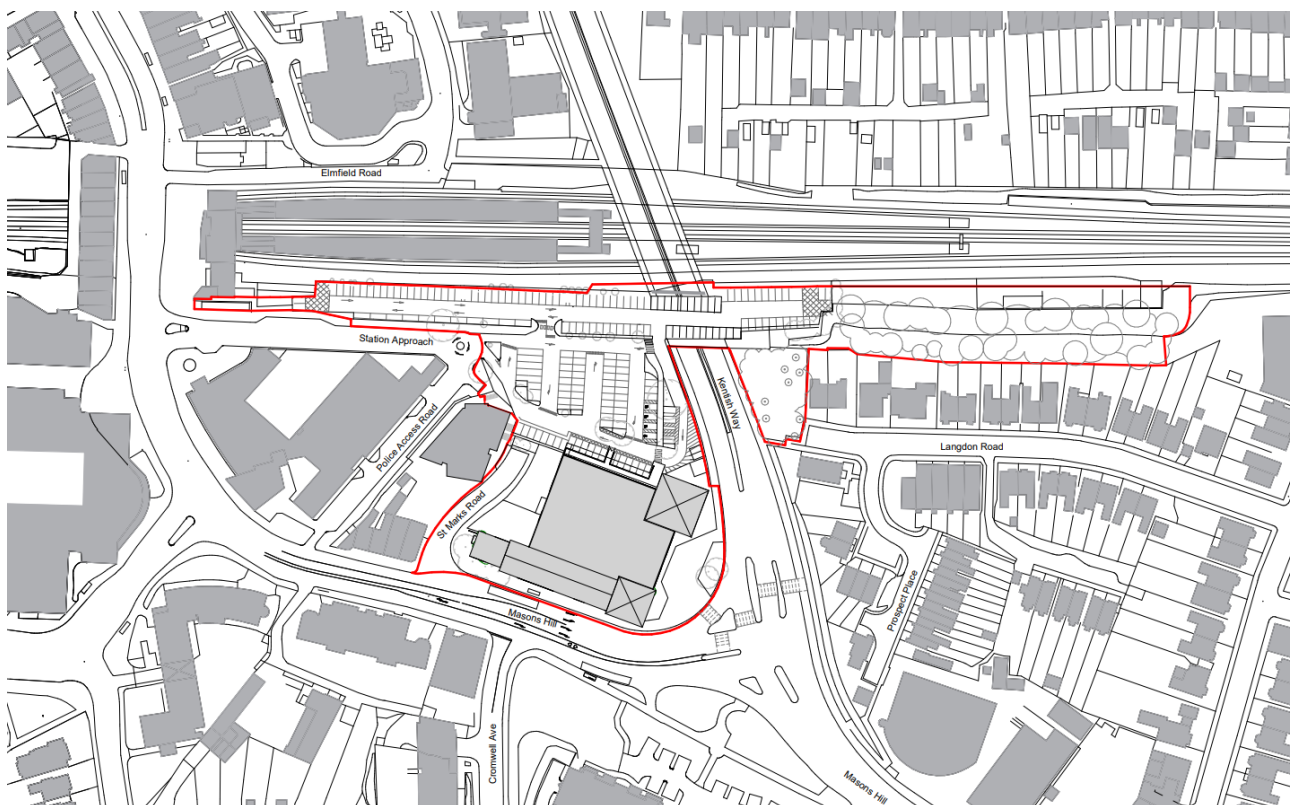 Elmfield Road
Station Approach
Kentish Way
Police Access Road
Langdon Road
St Marks Road
Prospect Place
Masons Hill
Cromwell Ave
Masons Hill